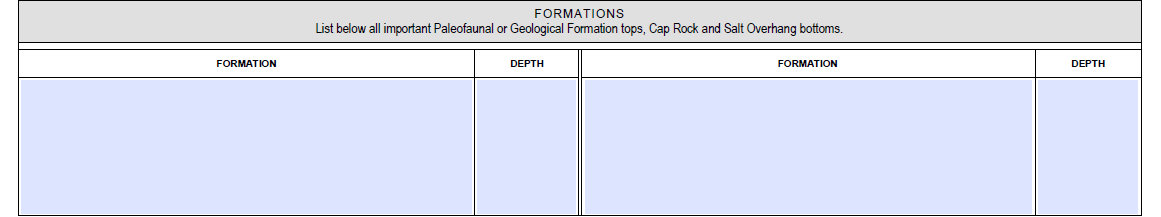 FORMATIONS
List below all important Paleofaunal or Geological Formation tops, Cap Rock and Salt Overhang bottoms.
FORMATION DEPTH FORMATION DEPTH